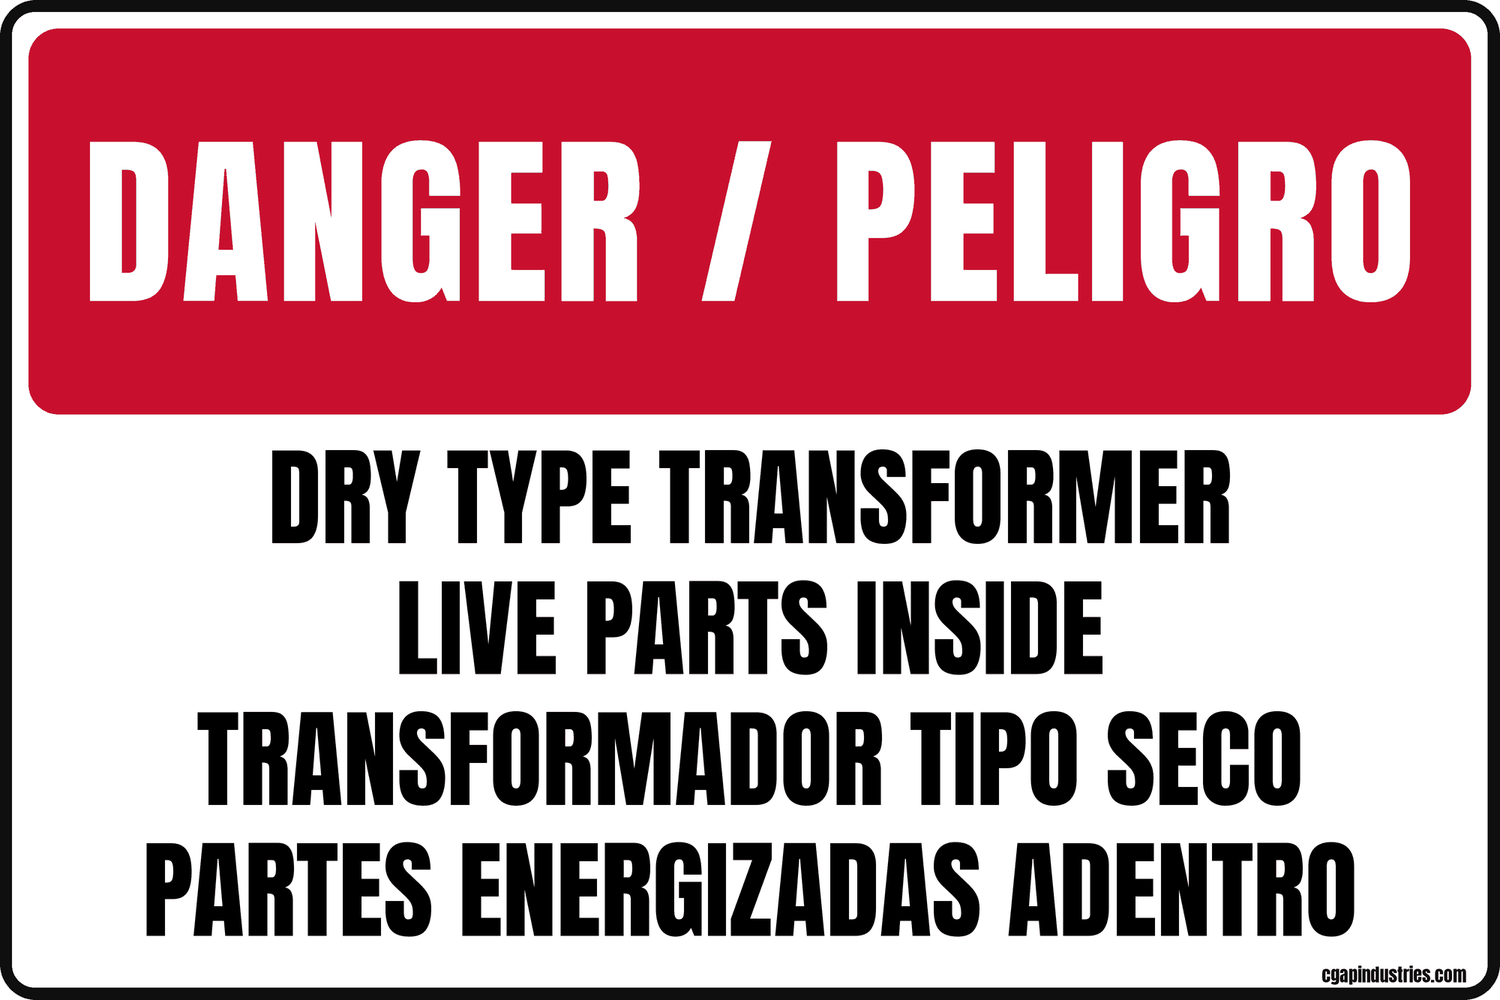 DANGER / PELIGRO
DRY TYPE TRANSFORMER
LIVE PARTS INSIDE
TRANSFORMADOR TIPO SECO
PARTES ENERGIZADAS ADENTRO
cgapindustries.com